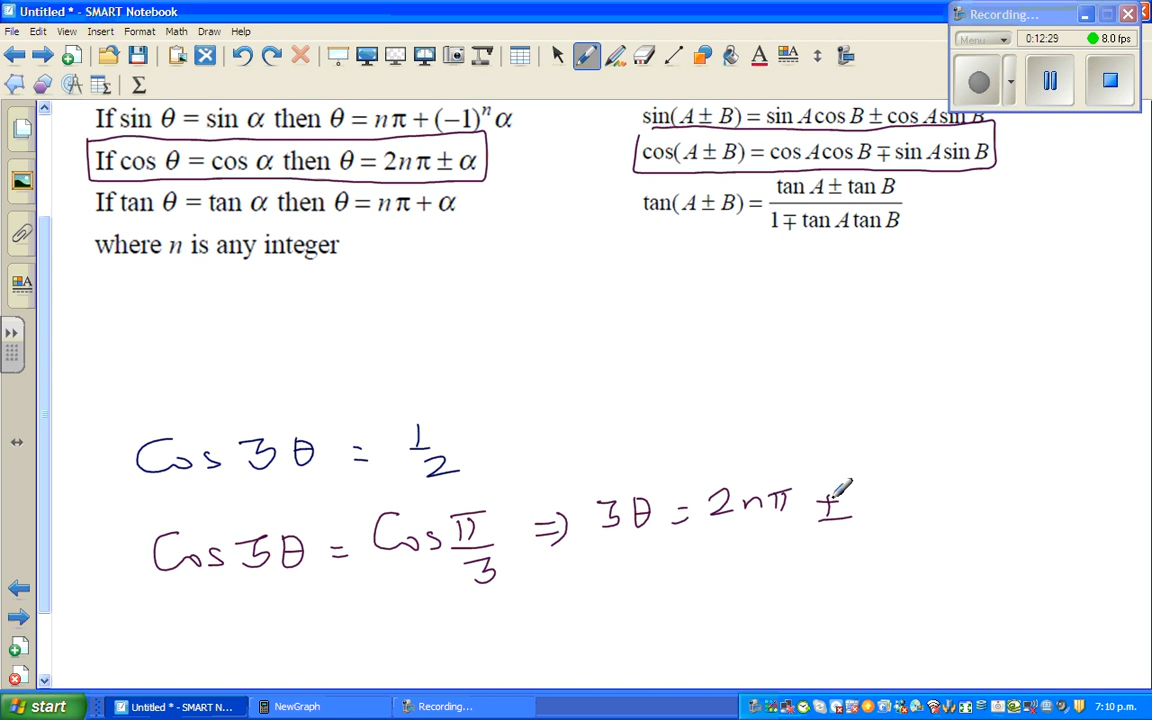 Untitled * - SMART Notebook
Recording...
File Edit View Insert Format Math Draw Help
Menu
0:12:29
8.0 fps
If sin θ = sin α then θ = nπ + (−1)ⁿ α
sin(A ± B) = sin A cos B ± cos A sin B
If cos θ = cos α then θ = 2nπ ± α
cos(A ± B) = cos A cos B ∓ sin A sin B
If tan θ = tan α then θ = nπ + α
tan(A ± B) = (tan A ± tan B) / (1 ∓ tan A tan B)
where n is any integer
Cos 3θ = 1/2
Cos 3θ = Cos π/3 ⇒ 3θ = 2nπ ±
start
Untitled * - SMART N...
NewGraph
Recording...
7:10 p.m.